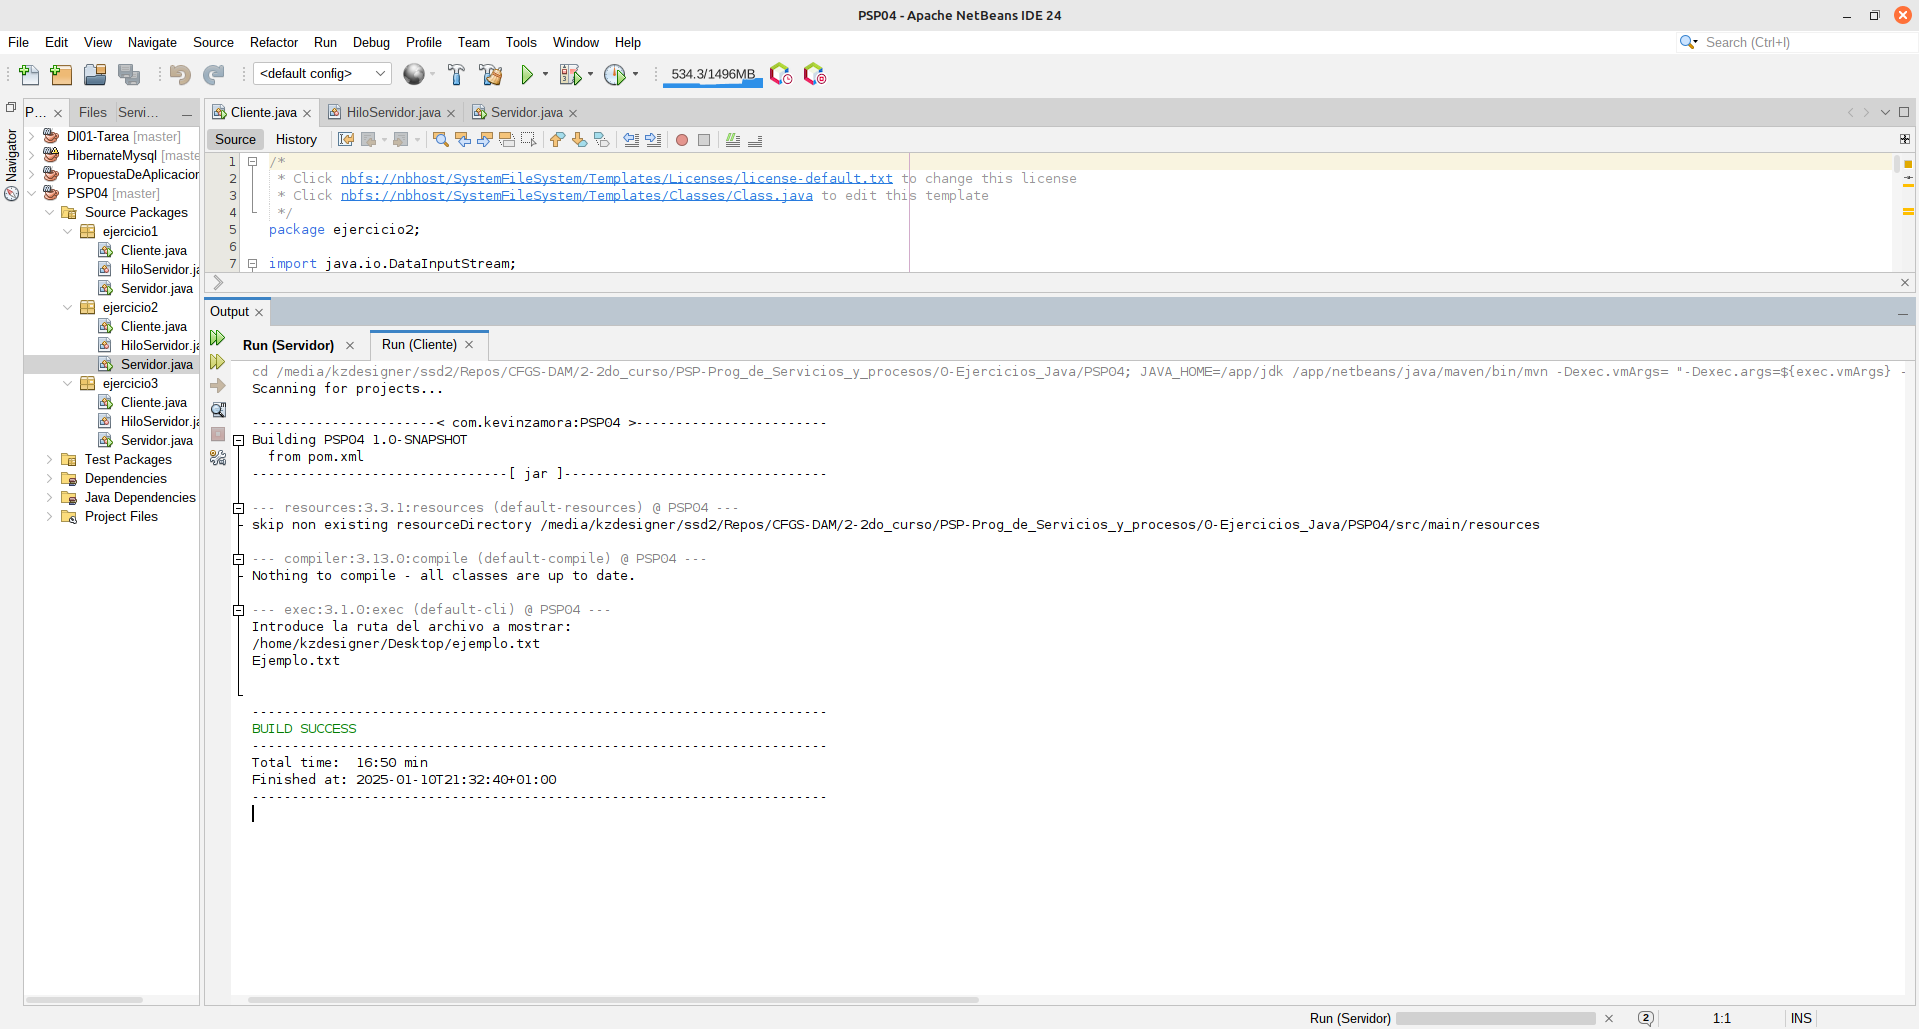 PSP04 - Apache NetBeans IDE 24
File Edit View Navigate Source Refactor Run Debug Profile Team Tools Window Help
Search (Ctrl+I)
<default config>
534.3/1496MB
P... Files Servi...
Navigator
DI01-Tarea [master]
HibernateMysql [maste
PropuestaDeAplicacior
PSP04 [master]
Source Packages
ejercicio1
Cliente.java
HiloServidor.ja
Servidor.java
ejercicio2
Cliente.java
HiloServidor.ja
Servidor.java
ejercicio3
Cliente.java
HiloServidor.ja
Servidor.java
Test Packages
Dependencies
Java Dependencies
Project Files
Cliente.java HiloServidor.java Servidor.java
Source History
1 /*
2 * Click nbfs://nbhost/SystemFileSystem/Templates/Licenses/license-default.txt to change this license
3 * Click nbfs://nbhost/SystemFileSystem/Templates/Classes/Class.java to edit this template
4 */
5 package ejercicio2;
6
7 import java.io.DataInputStream;
Output
Run (Servidor) Run (Cliente)
cd /media/kzdesigner/ssd2/Repos/CFGS-DAM/2-2do_curso/PSP-Prog_de_Servicios_y_procesos/0-Ejercicios_Java/PSP04; JAVA_HOME=/app/jdk /app/netbeans/java/maven/bin/mvn -Dexec.vmArgs= "-Dexec.args=${exec.vmArgs} -
Scanning for projects...
-----------------------< com.kevinzamora:PSP04 >------------------------
Building PSP04 1.0-SNAPSHOT
from pom.xml
--------------------------------[ jar ]---------------------------------
--- resources:3.3.1:resources (default-resources) @ PSP04 ---
skip non existing resourceDirectory /media/kzdesigner/ssd2/Repos/CFGS-DAM/2-2do_curso/PSP-Prog_de_Servicios_y_procesos/0-Ejercicios_Java/PSP04/src/main/resources
--- compiler:3.13.0:compile (default-compile) @ PSP04 ---
Nothing to compile - all classes are up to date.
--- exec:3.1.0:exec (default-cli) @ PSP04 ---
Introduce la ruta del archivo a mostrar:
/home/kzdesigner/Desktop/ejemplo.txt
Ejemplo.txt
------------------------------------------------------------------------
BUILD SUCCESS
------------------------------------------------------------------------
Total time:  16:50 min
Finished at: 2025-01-10T21:32:40+01:00
------------------------------------------------------------------------
Run (Servidor) 2 1:1 INS